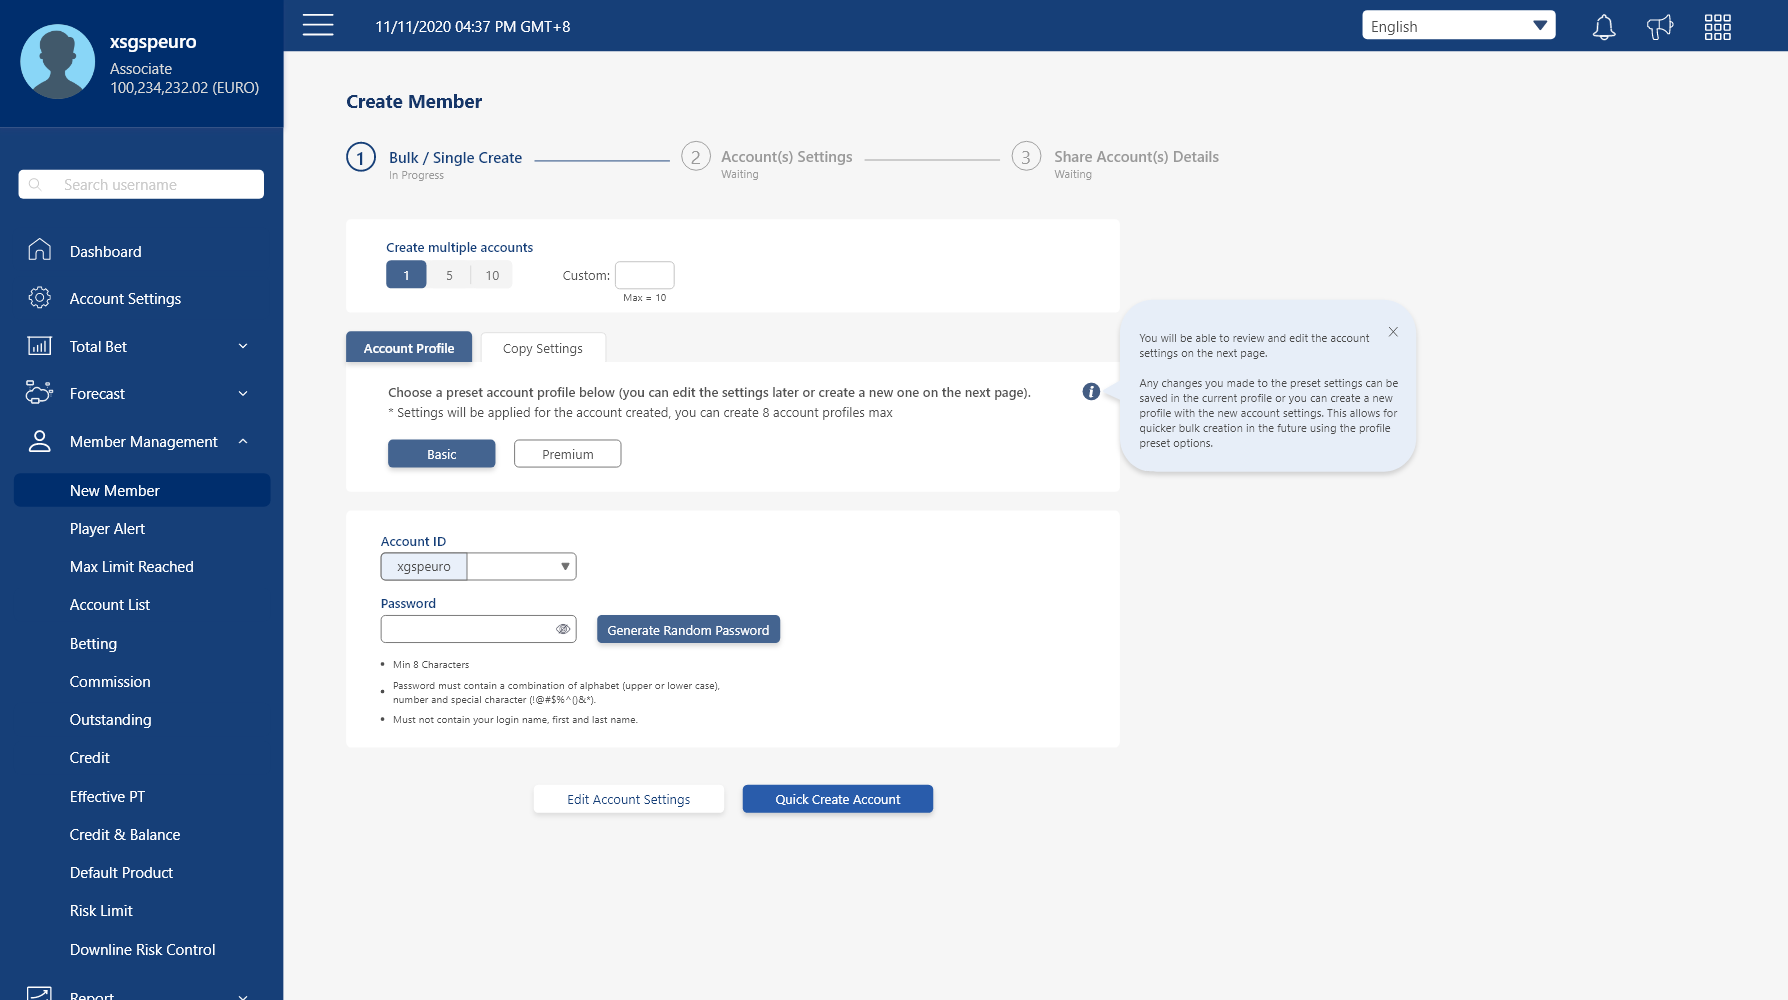 xsgspeuro
Associate
100,234,232.02 (EURO)
11/11/2020 04:37 PM GMT+8
English
Search username
Dashboard
Account Settings
Total Bet
Forecast
Member Management
New Member
Player Alert
Max Limit Reached
Account List
Betting
Commission
Outstanding
Credit
Effective PT
Credit & Balance
Default Product
Risk Limit
Downline Risk Control
Report
Create Member
1 Bulk / Single Create
In Progress
2 Account(s) Settings
Waiting
3 Share Account(s) Details
Waiting
Create multiple accounts
1 5 10 Custom:
Max = 10
Account Profile Copy Settings
Choose a preset account profile below (you can edit the settings later or create a new one on the next page).
* Settings will be applied for the account created, you can create 8 account profiles max
Basic Premium
i
You will be able to review and edit the account
settings on the next page.
Any changes you made to the preset settings can be
saved in the current profile or you can create a new
profile with the new account settings. This allows for
quicker bulk creation in the future using the profile
preset options.
Account ID
xgspeuro
Password
Generate Random Password
• Min 8 Characters
• Password must contain a combination of alphabet (upper or lower case),
number and special character (!@#$%^()&*).
• Must not contain your login name, first and last name.
Edit Account Settings Quick Create Account